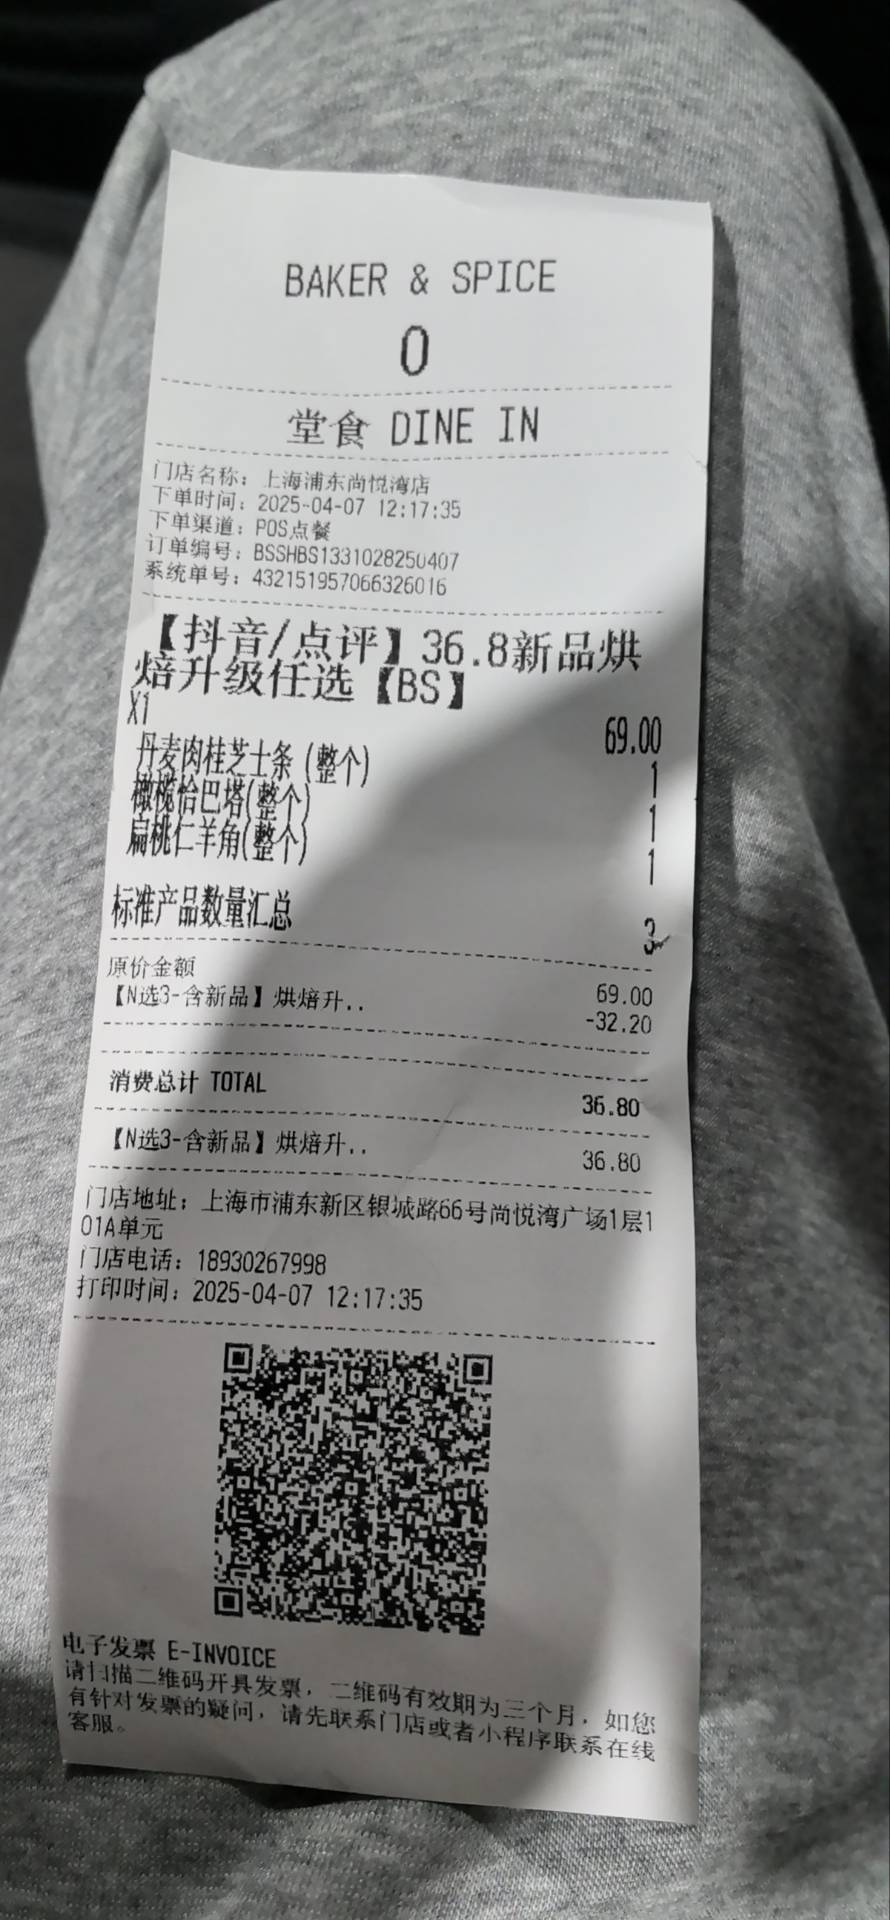 BAKER & SPICE
0
堂食 DINE IN
门店名称：上海浦东尚悦湾店
下单时间：2025-04-07 12:17:35
下单渠道：POS点餐
订单编号：BSSHBS1331028250407
系统单号：432151957066326016
【抖音/点评】36.8新品烘
焙升级任选【BS】
X1 69.00
丹麦肉桂芝士条（整个） 1
橄榄恰巴塔(整个) 1
扁桃仁羊角(整个) 1
标准产品数量汇总 3
原价金额 69.00
【N选3-含新品】烘焙升.. -32.20
消费总计 TOTAL 36.80
【N选3-含新品】烘焙升.. 36.80
门店地址：上海市浦东新区银城路66号尚悦湾广场1层1
01A单元
门店电话：18930267998
打印时间：2025-04-07 12:17:35
电子发票 E-INVOICE
请扫描二维码开具发票，二维码有效期为三个月，如您
有针对发票的疑问，请先联系门店或者小程序联系在线
客服。